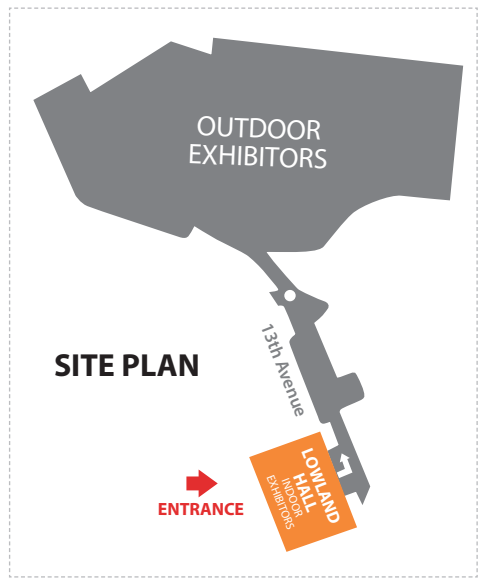 OUTDOOR
EXHIBITORS
13th Avenue
SITE PLAN
LOWLAND
HALL
INDOOR
EXHIBITORS
ENTRANCE